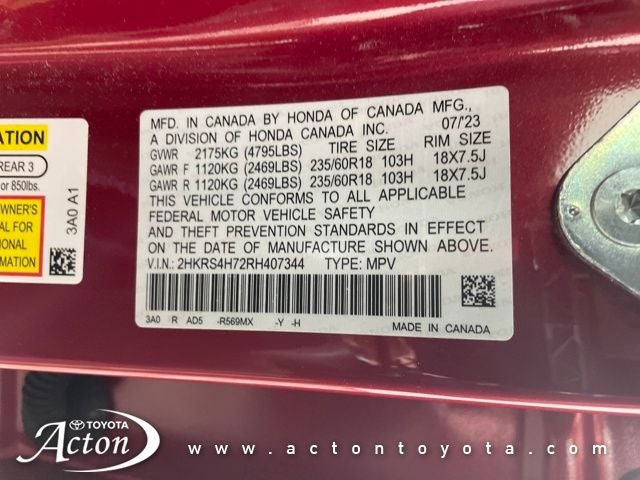 ATION
REAR 3
or 850lbs.
OWNER'S
AL FOR
TIONAL
RMATION
3A0 A1
MFD. IN CANADA BY HONDA OF CANADA MFG.,
A DIVISION OF HONDA CANADA INC. 07/'23
GVWR 2175KG (4795LBS) TIRE SIZE RIM SIZE
GAWR F 1120KG (2469LBS) 235/60R18 103H 18X7.5J
GAWR R 1120KG (2469LBS) 235/60R18 103H 18X7.5J
THIS VEHICLE CONFORMS TO ALL APPLICABLE
FEDERAL MOTOR VEHICLE SAFETY
AND THEFT PREVENTION STANDARDS IN EFFECT
ON THE DATE OF MANUFACTURE SHOWN ABOVE.
V.I.N.: 2HKRS4H72RH407344 TYPE: MPV
3A0 R AD5 -R569MX -Y -H
MADE IN CANADA
TOYOTA
Acton
www.actontoyota.com